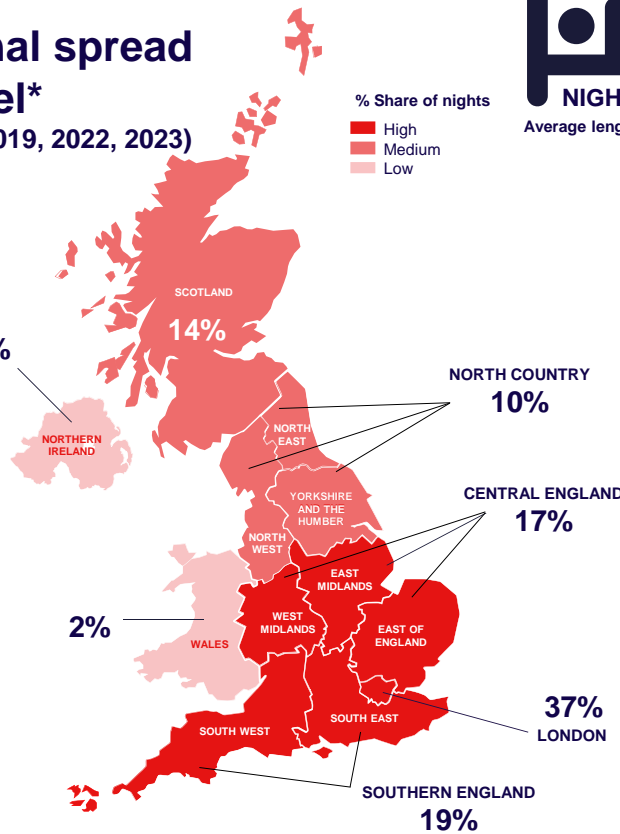 nal spread
el*
019, 2022, 2023)
% Share of nights
High
Medium
Low
NIGH
Average leng
SCOTLAND
14%
%
NORTHERN
IRELAND
NORTH COUNTRY
10%
NORTH
EAST
YORKSHIRE
AND THE
HUMBER
NORTH
WEST
CENTRAL ENGLAND
17%
EAST
MIDLANDS
WEST
MIDLANDS
EAST OF
ENGLAND
2%
WALES
37%
LONDON
SOUTH EAST
SOUTH WEST
SOUTHERN ENGLAND
19%